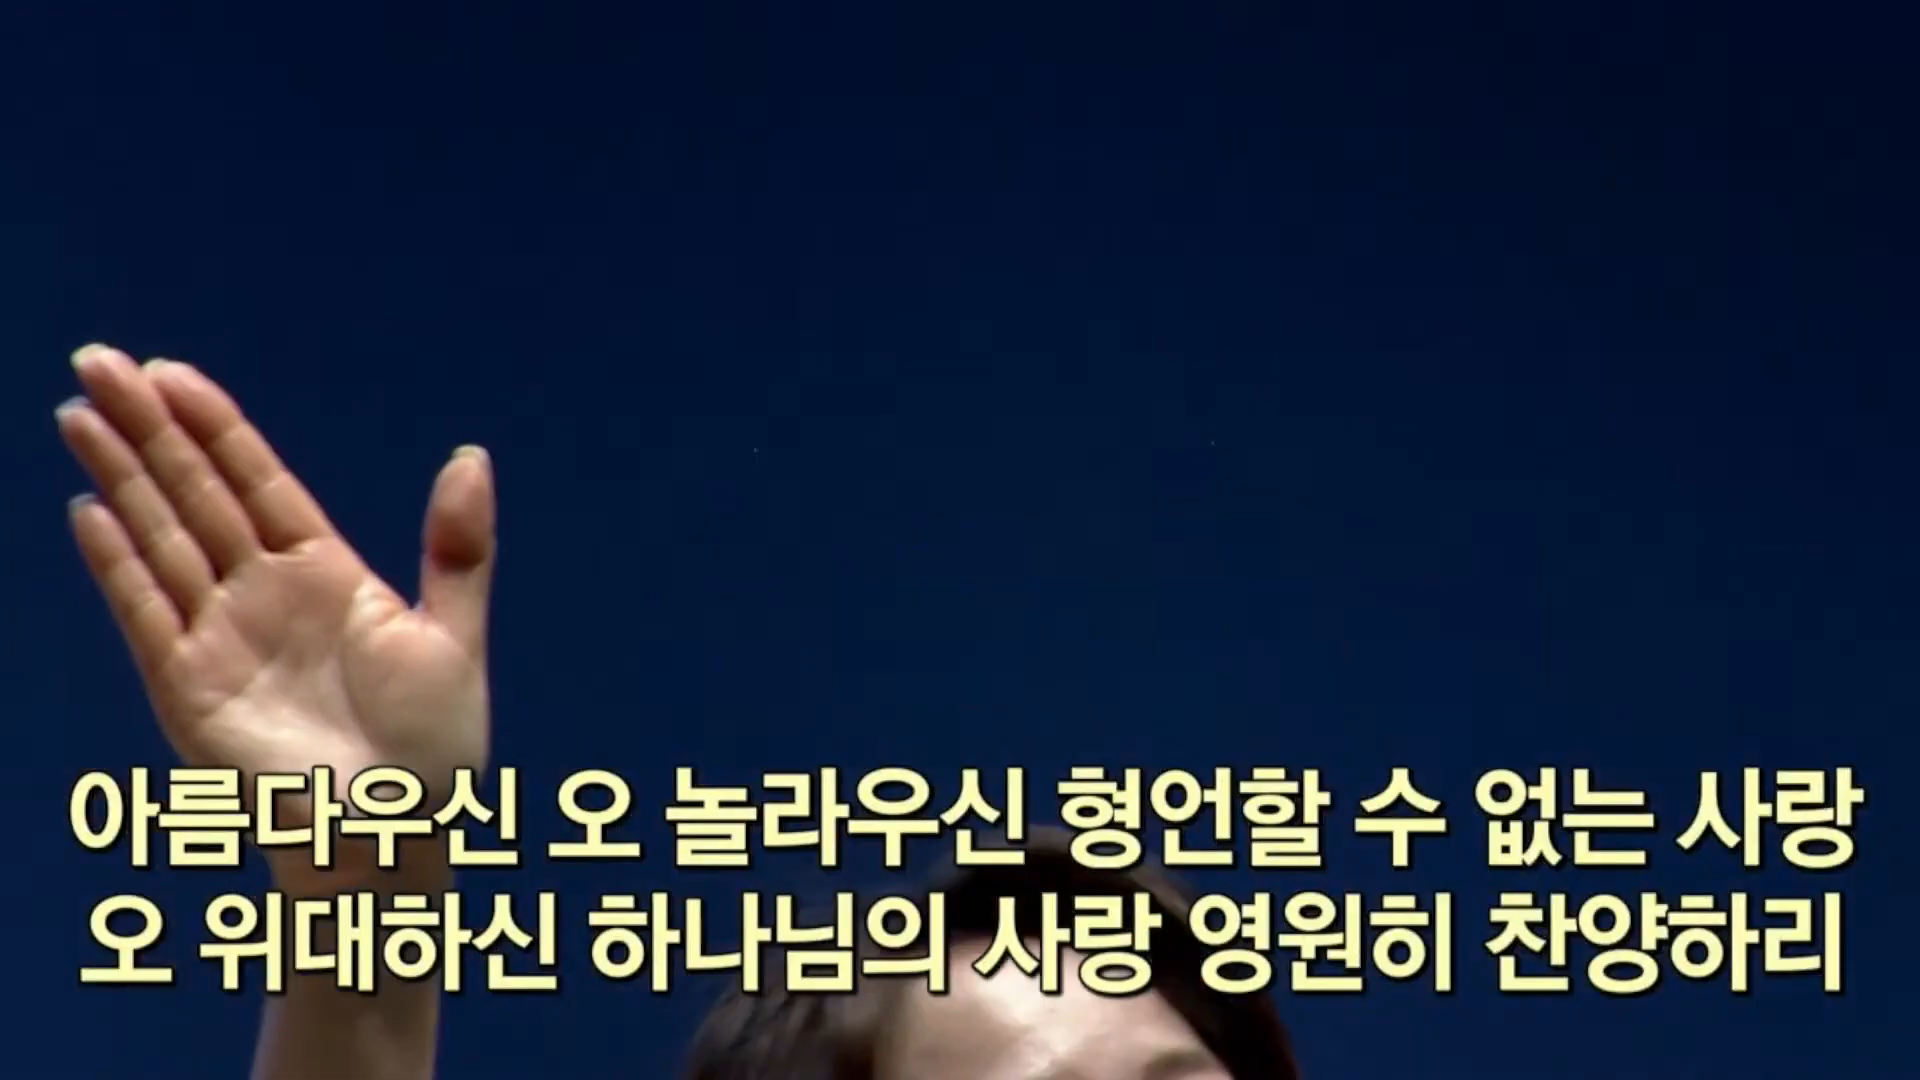 아름다우신 오 놀라우신 형언할 수 없는 사랑
오 위대하신 하나님의 사랑 영원히 찬양하리